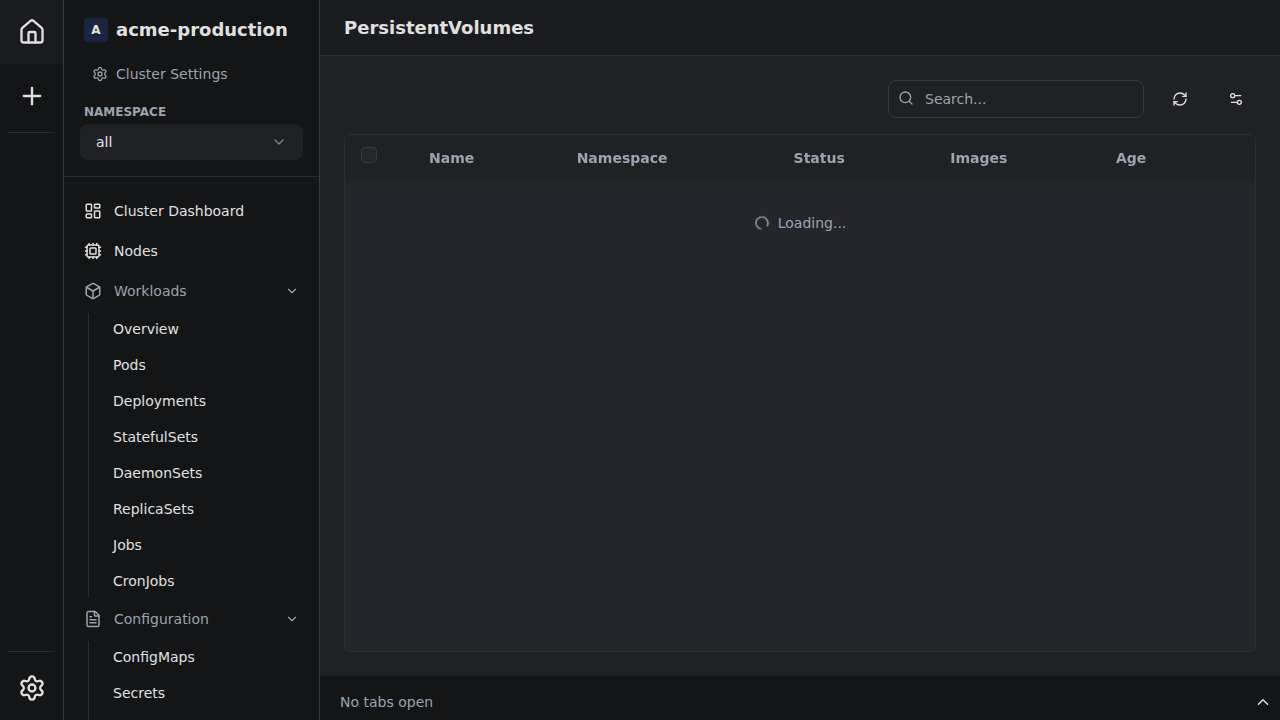 A acme-production
Cluster Settings
NAMESPACE
all
Cluster Dashboard
Nodes
Workloads
Overview
Pods
Deployments
StatefulSets
DaemonSets
ReplicaSets
Jobs
CronJobs
Configuration
ConfigMaps
Secrets
PersistentVolumes
Search...
Name Namespace Status Images Age
Loading...
No tabs open